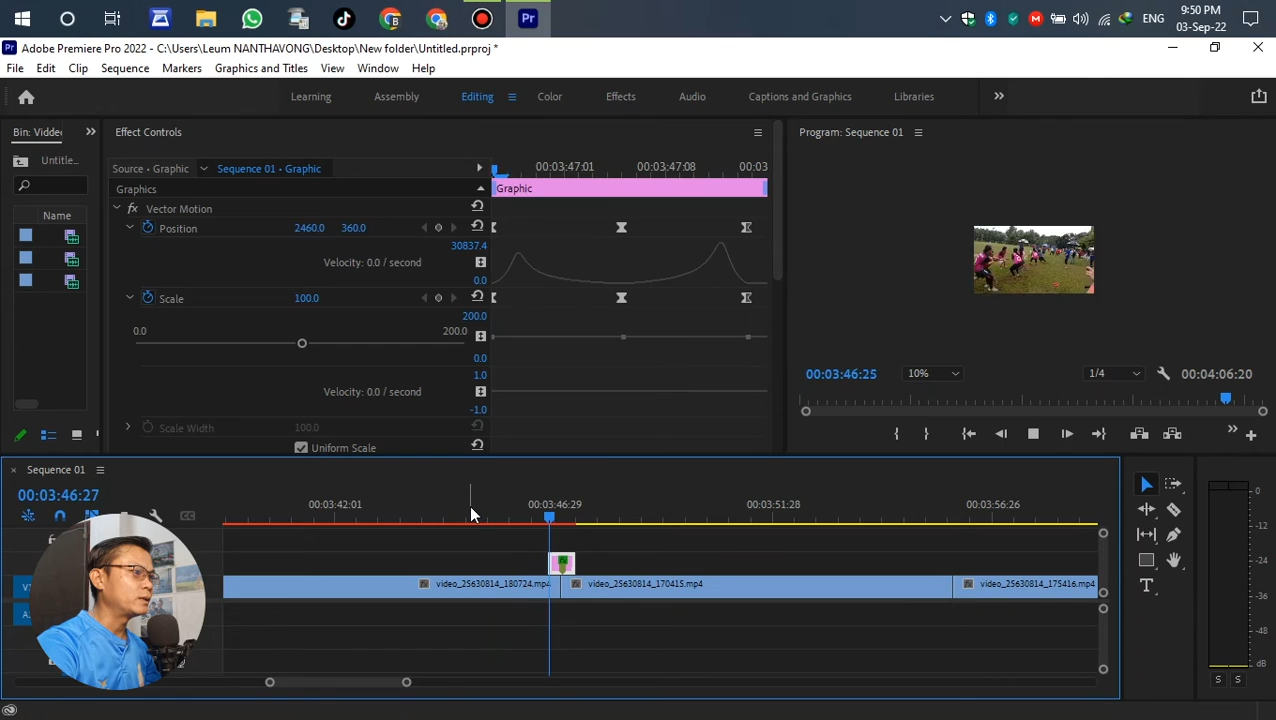 ENG
9:50 PM
03-Sep-22
Adobe Premiere Pro 2022 - C:\Users\Leum NANTHAVONG\Desktop\New folder\Untitled.prproj *
File Edit Clip Sequence Markers Graphics and Titles View Window Help
Learning Assembly Editing Color Effects Audio Captions and Graphics Libraries
Effect Controls
Program: Sequence 01
Untitle...
Source • Graphic
Sequence 01 • Graphic
00:03:47:01
00:03:47:08
00:03
Graphics
Graphic
Name
fx Vector Motion
Position 2460.0 360.0
30837.4
Velocity: 0.0 / second
0.0
Scale 100.0
200.0
0.0 200.0
0.0
1.0
Velocity: 0.0 / second
-1.0
Scale Width 100.0
Uniform Scale
00:03:46:25
10%
1/4
00:04:06:20
Sequence 01
00:03:46:27
00:03:42:01
00:03:46:29
00:03:51:28
00:03:56:26
V1
video_25630814_180724.mp4
video_25630814_170415.mp4
video_25630814_175416.mp4
T
0
-6
-12
-18
-24
-30
-36
-42
-48
-54
S S